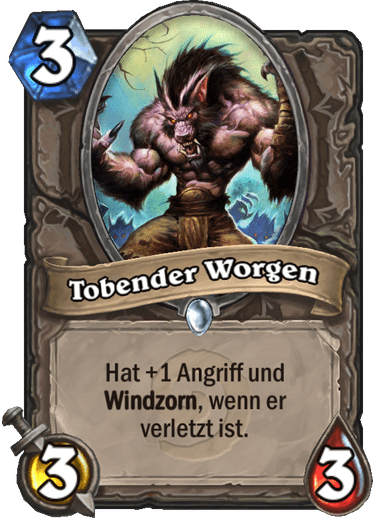 3
Tobender Worgen
Hat +1 Angriff und
Windzorn, wenn er
verletzt ist.
3
3